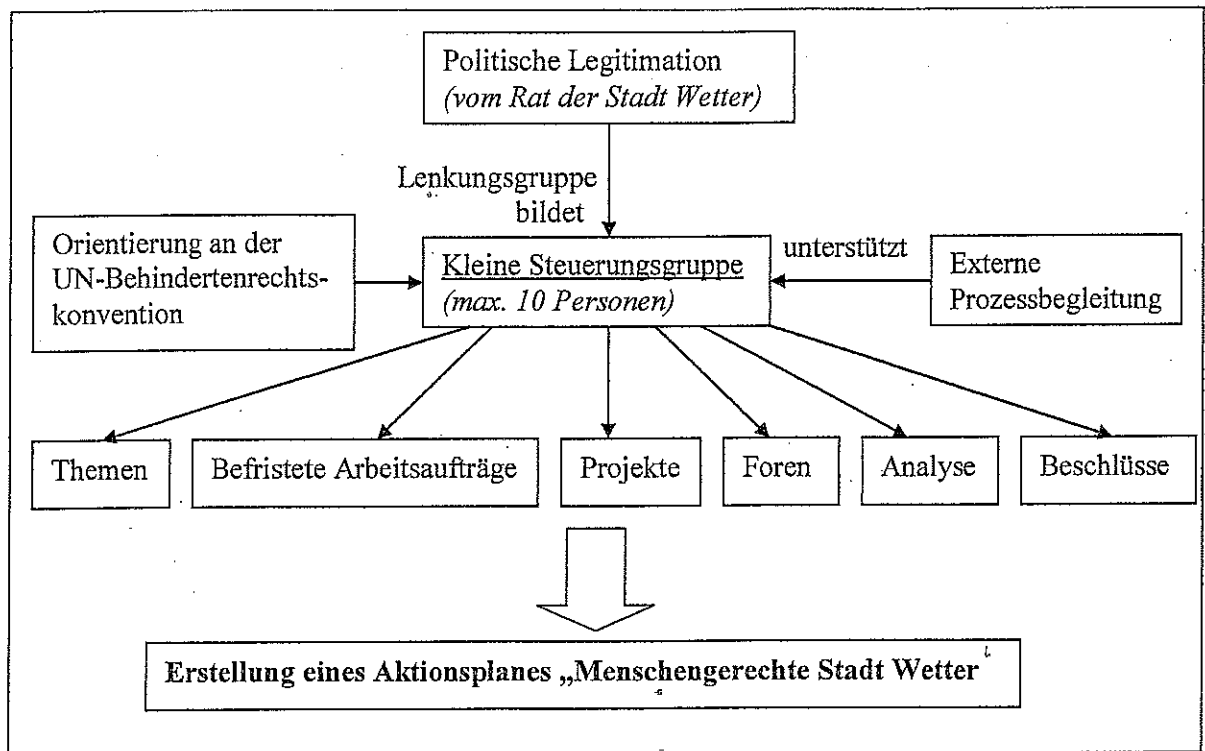 Politische Legitimation
(vom Rat der Stadt Wetter)
Lenkungsgruppe
bildet
Orientierung an der
UN-Behindertenrechts-
konvention
Kleine Steuerungsgruppe
(max. 10 Personen)
unterstützt
Externe
Prozessbegleitung
Themen
Befristete Arbeitsaufträge
Projekte
Foren
Analyse
Beschlüsse
Erstellung eines Aktionsplanes „Menschengerechte Stadt Wetter